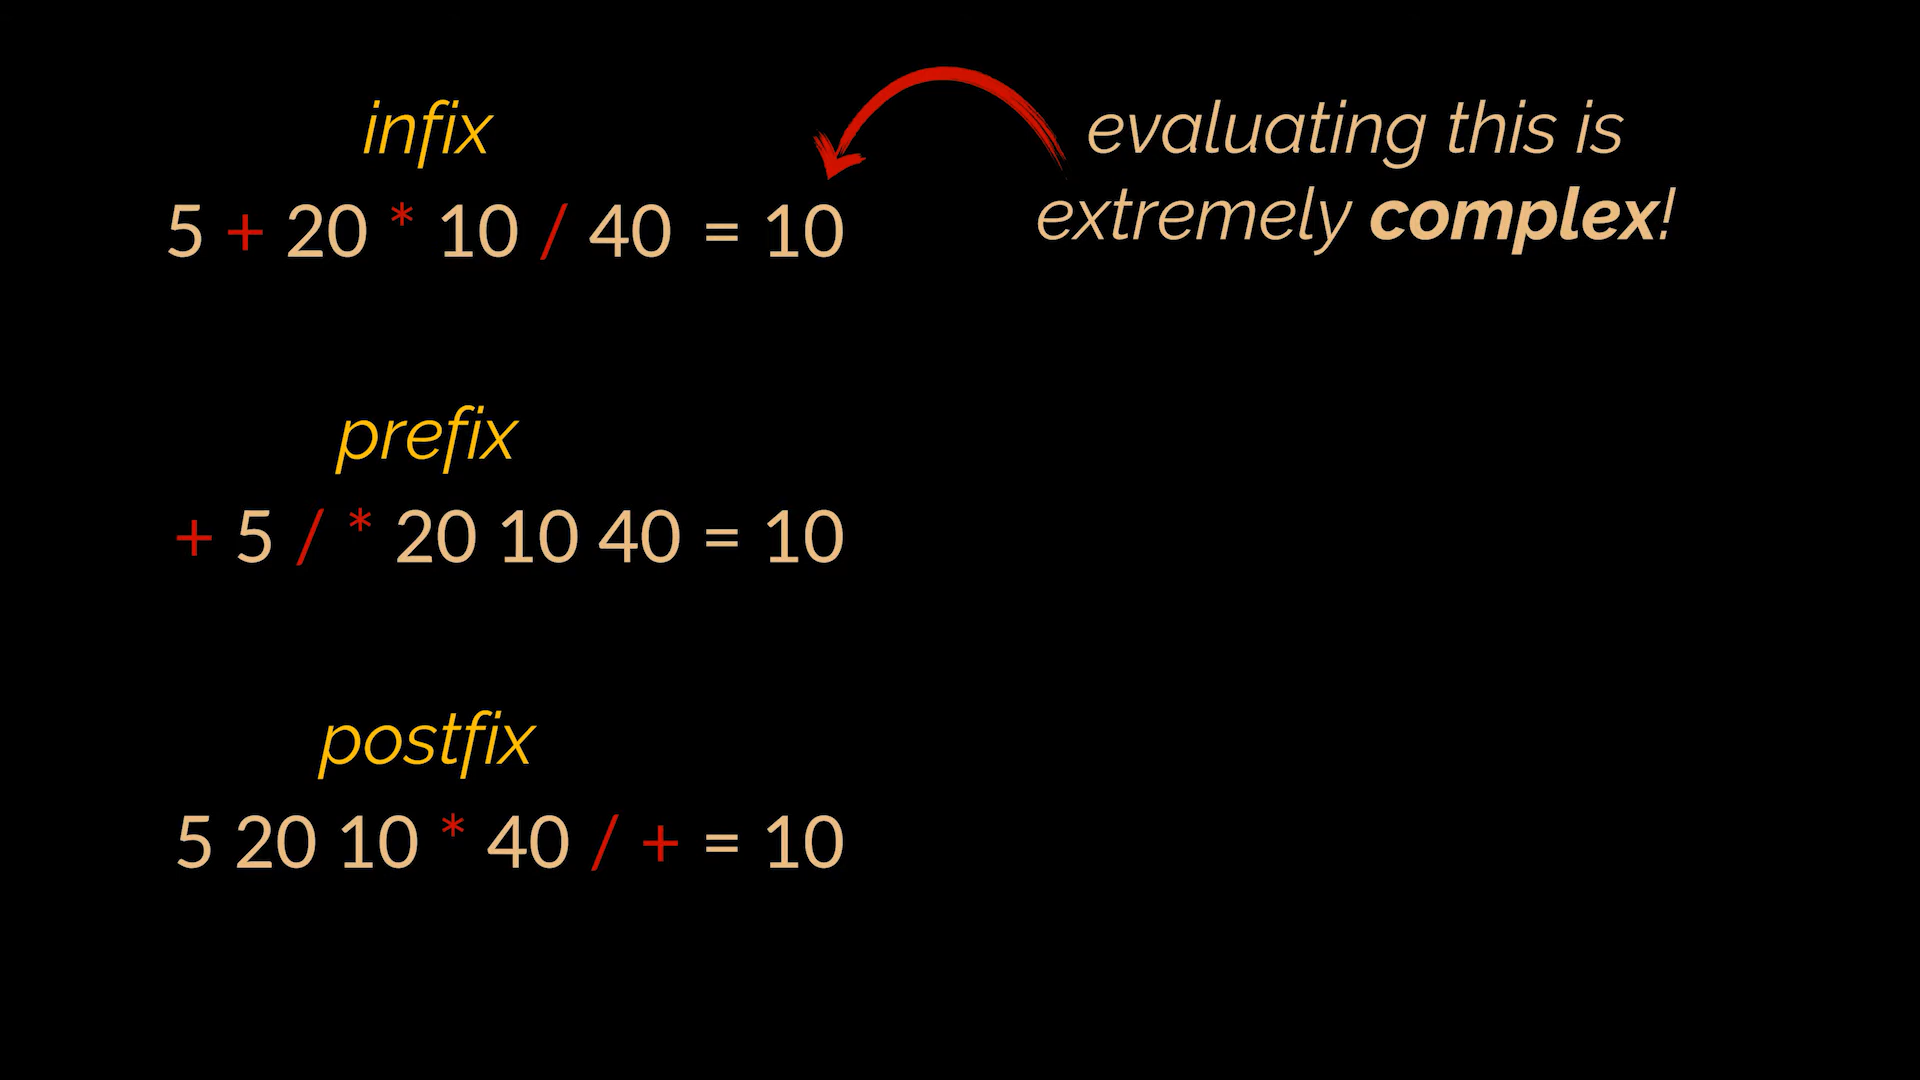 infix
5 + 20 * 10 / 40 = 10
evaluating this is
extremely complex!
prefix
+ 5 / * 20 10 40 = 10
postfix
5 20 10 * 40 / + = 10